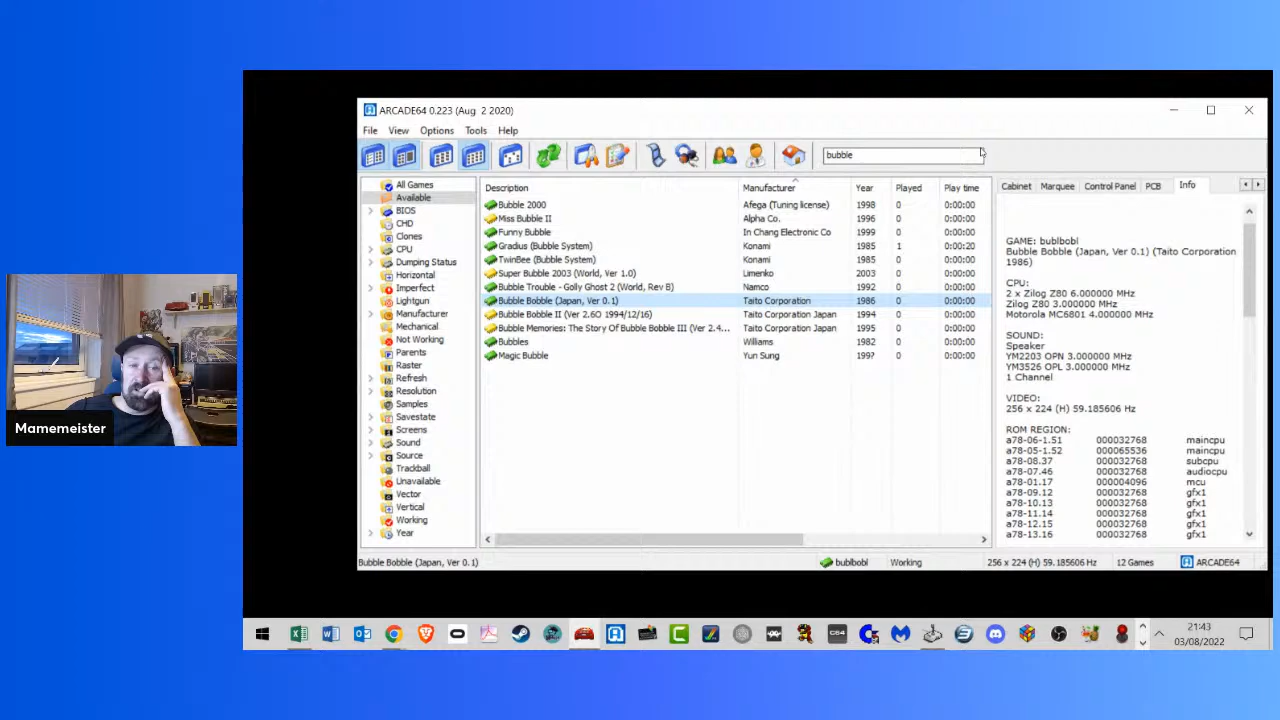 ARCADE64 0.223 (Aug 2 2020)
File View Options Tools Help
bubble
All Games
Available
BIOS
CHD
Clones
CPU
Dumping Status
Horizontal
Imperfect
Lightgun
Manufacturer
Mechanical
Not Working
Parents
Raster
Refresh
Resolution
Samples
Savestate
Screens
Sound
Source
Trackball
Unavailable
Vector
Vertical
Working
Year
Description Manufacturer Year Played Play time
Bubble 2000 Afega (Tuning license) 1998 0 0:00:00
Miss Bubble II Alpha Co. 1996 0 0:00:00
Funny Bubble In Chang Electronic Co 1999 0 0:00:00
Gradius (Bubble System) Konami 1985 1 0:00:20
TwinBee (Bubble System) Konami 1985 0 0:00:00
Super Bubble 2003 (World, Ver 1.0) Limenko 2003 0 0:00:00
Bubble Trouble - Golly Ghost 2 (World, Rev B) Namco 1992 0 0:00:00
Bubble Bobble (Japan, Ver 0.1) Taito Corporation 1986 0 0:00:00
Bubble Bobble II (Ver 2.6O 1994/12/16) Taito Corporation Japan 1994 0 0:00:00
Bubble Memories: The Story Of Bubble Bobble III (Ver 2.4... Taito Corporation Japan 1995 0 0:00:00
Bubbles Williams 1982 0 0:00:00
Magic Bubble Yun Sung 199? 0 0:00:00
Cabinet Marquee Control Panel PCB Info
GAME: bublbobl
Bubble Bobble (Japan, Ver 0.1) (Taito Corporation
1986)
CPU:
2 x Zilog Z80 6.000000 MHz
Zilog Z80 3.000000 MHz
Motorola MC6801 4.000000 MHz
SOUND:
Speaker
YM2203 OPN 3.000000 MHz
YM3526 OPL 3.000000 MHz
1 Channel
VIDEO:
256 x 224 (H) 59.185606 Hz
ROM REGION:
a78-06-1.51 000032768 maincpu
a78-05-1.52 000065536 maincpu
a78-08.37 000032768 subcpu
a78-07.46 000032768 audiocpu
a78-01.17 000004096 mcu
a78-09.12 000032768 gfx1
a78-10.13 000032768 gfx1
a78-11.14 000032768 gfx1
a78-12.15 000032768 gfx1
a78-13.16 000032768 gfx1
Bubble Bobble (Japan, Ver 0.1) bublbobl Working 256 x 224 (H) 59.185606 Hz 12 Games ARCADE64
Mamemeister
C64
21:43
03/08/2022